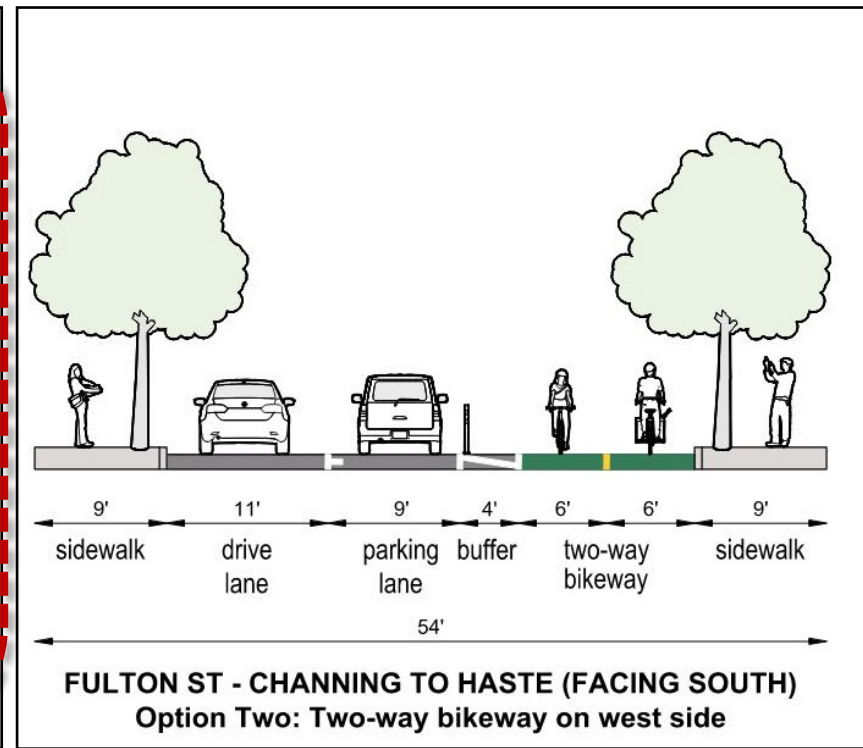 9' 11' 9' 4' 6' 6' 9'
sidewalk drive lane parking lane buffer two-way bikeway sidewalk
54'
FULTON ST - CHANNING TO HASTE (FACING SOUTH)
Option Two: Two-way bikeway on west side